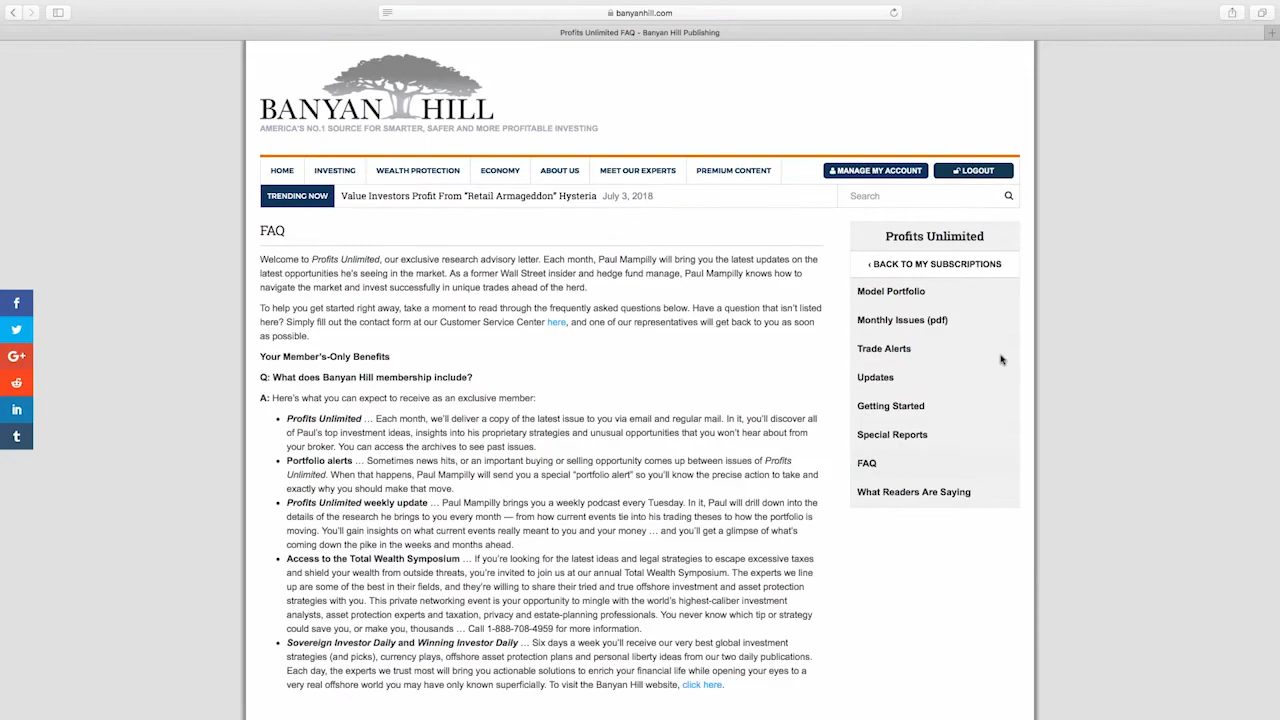 banyanhill.com
Profits Unlimited FAQ - Banyan Hill Publishing
BANYAN HILL
AMERICA'S NO.1 SOURCE FOR SMARTER, SAFER AND MORE PROFITABLE INVESTING
HOME INVESTING WEALTH PROTECTION ECONOMY ABOUT US MEET OUR EXPERTS PREMIUM CONTENT MANAGE MY ACCOUNT LOGOUT
TRENDING NOW Value Investors Profit From "Retail Armageddon" Hysteria July 3, 2018 Search
FAQ
Welcome to Profits Unlimited, our exclusive research advisory letter. Each month, Paul Mampilly will bring you the latest updates on the
latest opportunities he's seeing in the market. As a former Wall Street insider and hedge fund manage, Paul Mampilly knows how to
navigate the market and invest successfully in unique trades ahead of the herd.
To help you get started right away, take a moment to read through the frequently asked questions below. Have a question that isn't listed
here? Simply fill out the contact form at our Customer Service Center here, and one of our representatives will get back to you as soon
as possible.
Your Member's-Only Benefits
Q: What does Banyan Hill membership include?
A: Here's what you can expect to receive as an exclusive member:
• Profits Unlimited … Each month, we'll deliver a copy of the latest issue to you via email and regular mail. In it, you'll discover all
of Paul's top investment ideas, insights into his proprietary strategies and unusual opportunities that you won't hear about from
your broker. You can access the archives to see past issues.
• Portfolio alerts … Sometimes news hits, or an important buying or selling opportunity comes up between issues of Profits
Unlimited. When that happens, Paul Mampilly will send you a special "portfolio alert" so you'll know the precise action to take and
exactly why you should make that move.
• Profits Unlimited weekly update … Paul Mampilly brings you a weekly podcast every Tuesday. In it, Paul will drill down into the
details of the research he brings to you every month — from how current events tie into his trading theses to how the portfolio is
moving. You'll gain insights on what current events really meant to you and your money … and you'll get a glimpse of what's
coming down the pike in the weeks and months ahead.
• Access to the Total Wealth Symposium … If you're looking for the latest ideas and legal strategies to escape excessive taxes
and shield your wealth from outside threats, you're invited to join us at our annual Total Wealth Symposium. The experts we line
up are some of the best in their fields, and they're willing to share their tried and true offshore investment and asset protection
strategies with you. This private networking event is your opportunity to mingle with the world's highest-caliber investment
analysts, asset protection experts and taxation, privacy and estate-planning professionals. You never know which tip or strategy
could save you, or make you, thousands … Call 1-888-708-4959 for more information.
• Sovereign Investor Daily and Winning Investor Daily … Six days a week you'll receive our very best global investment
strategies (and picks), currency plays, offshore asset protection plans and personal liberty ideas from our two daily publications.
Each day, the experts we trust most will bring you actionable solutions to enrich your financial life while opening your eyes to a
very real offshore world you may have only known superficially. To visit the Banyan Hill website, click here.
Profits Unlimited
‹ BACK TO MY SUBSCRIPTIONS
Model Portfolio
Monthly Issues (pdf)
Trade Alerts
Updates
Getting Started
Special Reports
FAQ
What Readers Are Saying